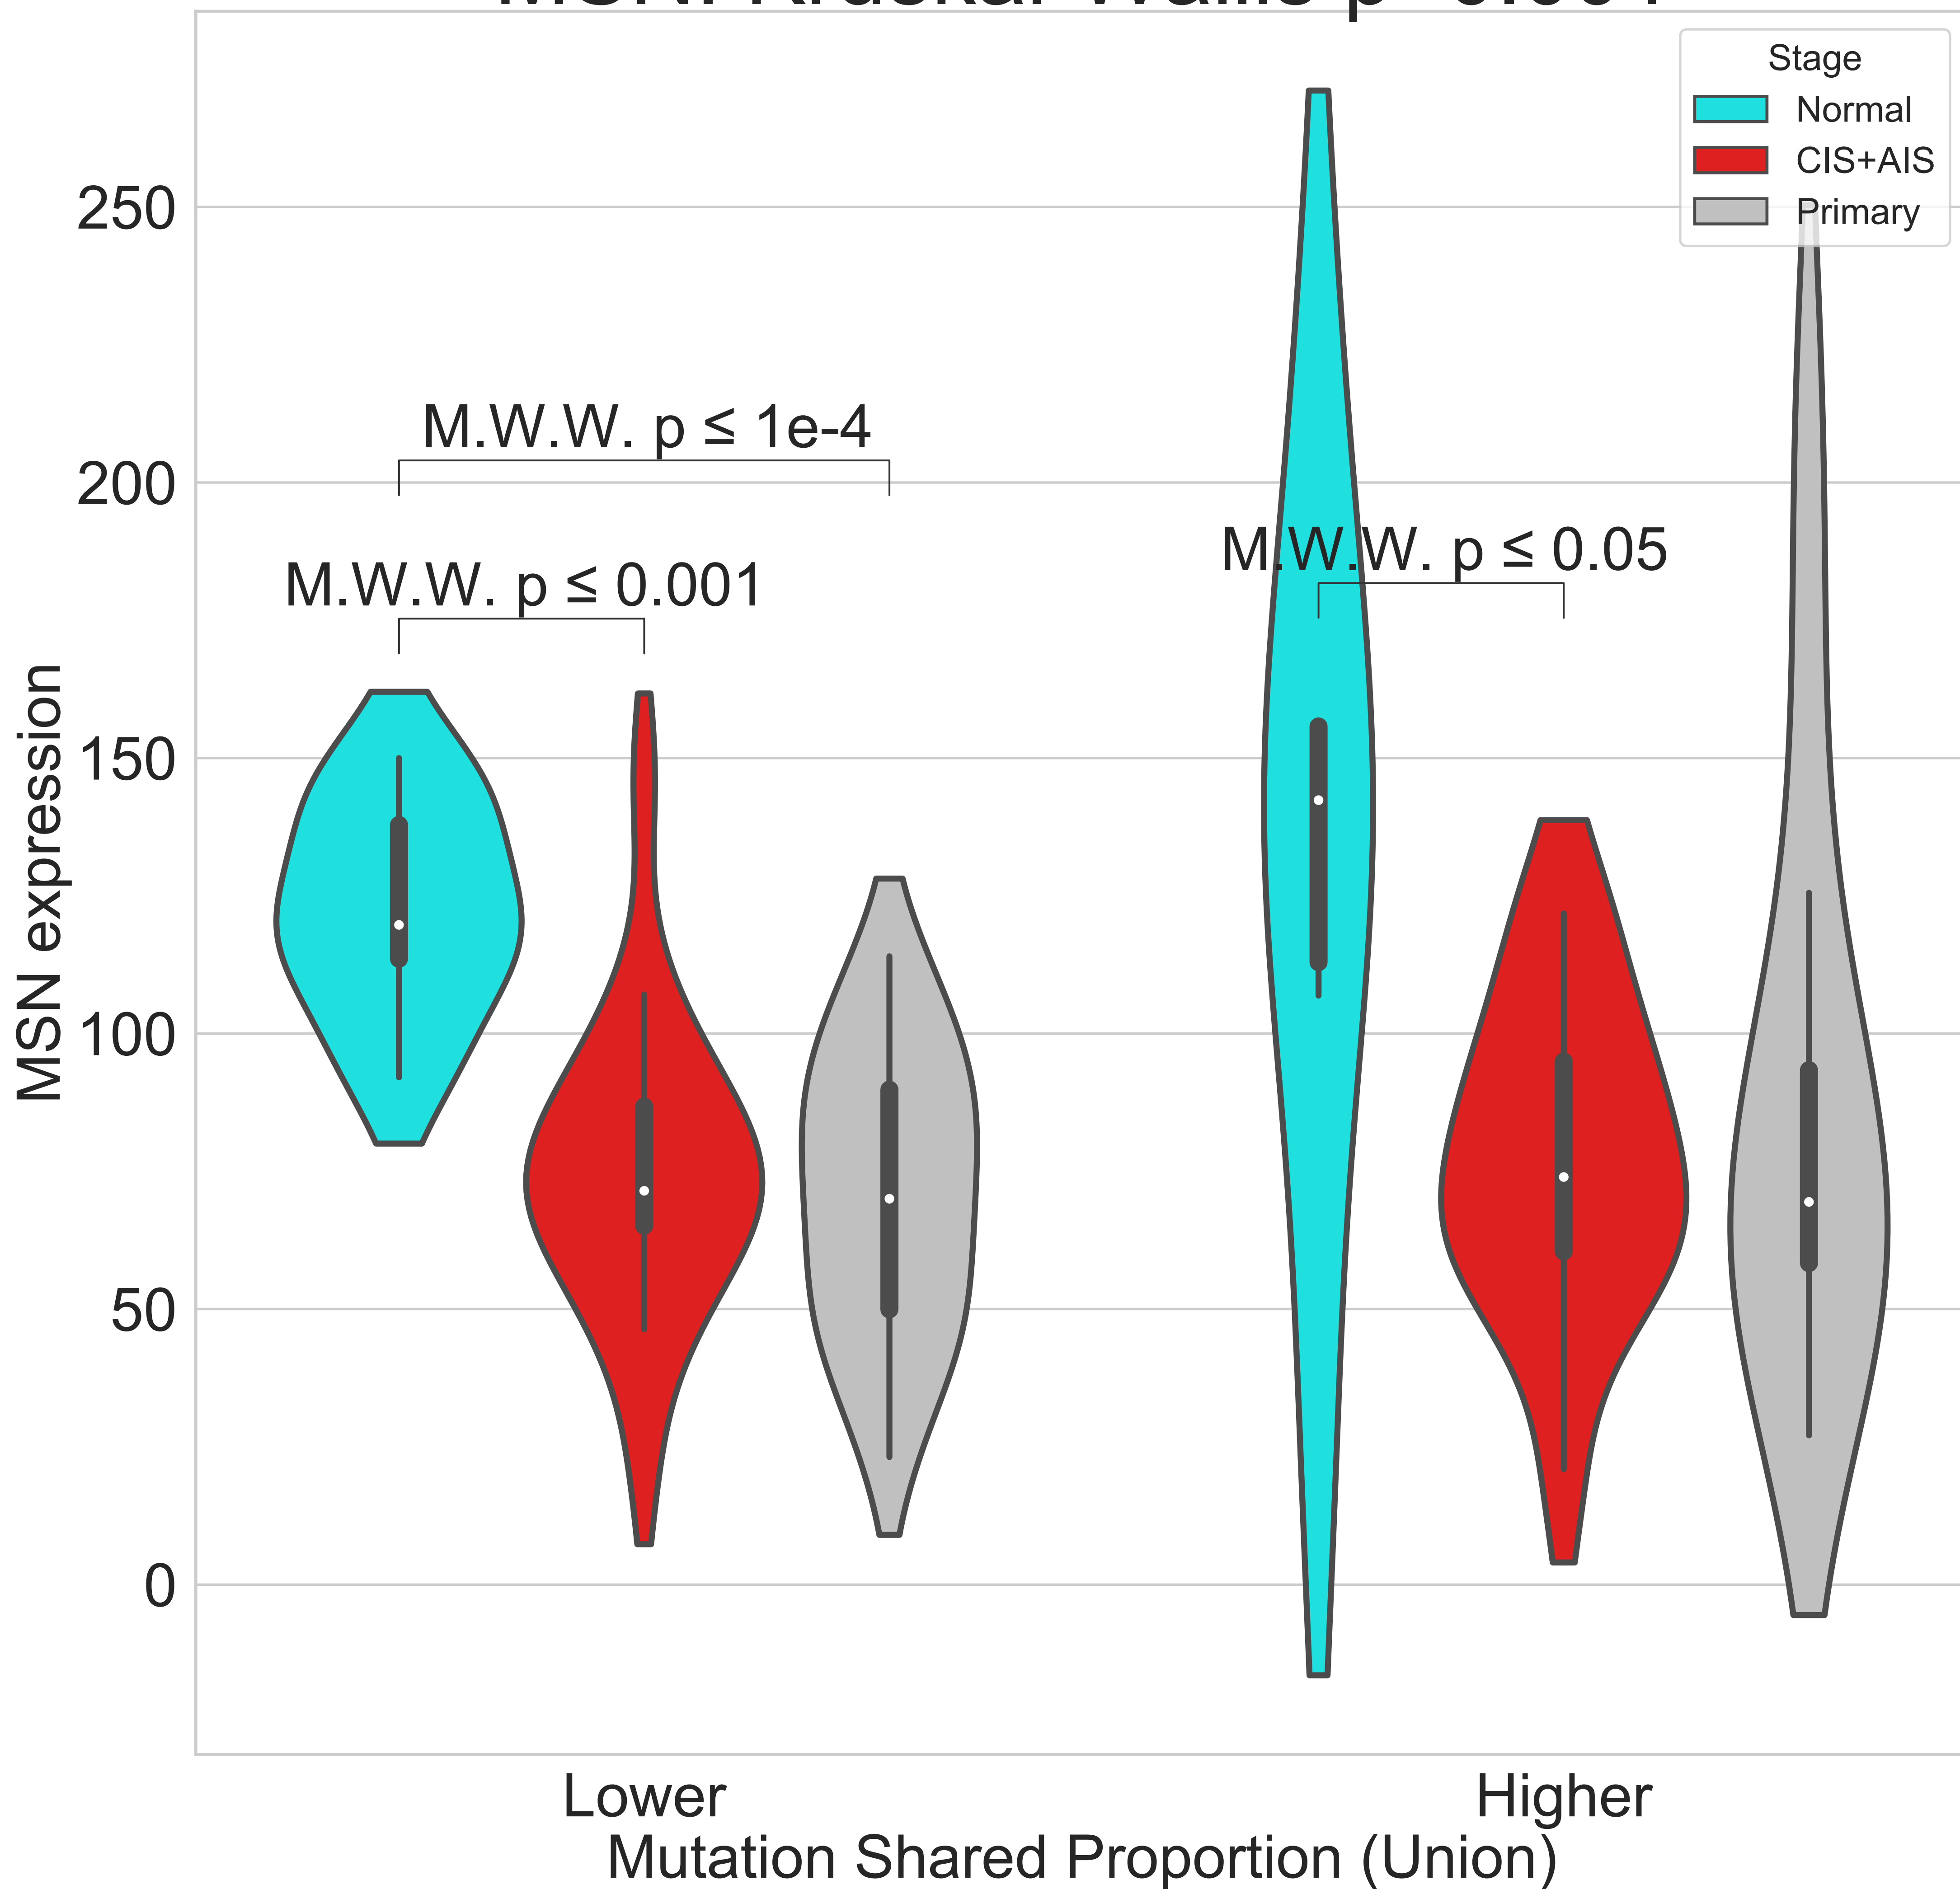 Stage
Normal
CIS+AIS
Primary
250
200
150
100
50
0
MSN expression
M.W.W. p ≤ 1e-4
M.W.W. p ≤ 0.001
M.W.W. p ≤ 0.05
Lower
Higher
Mutation Shared Proportion (Union)